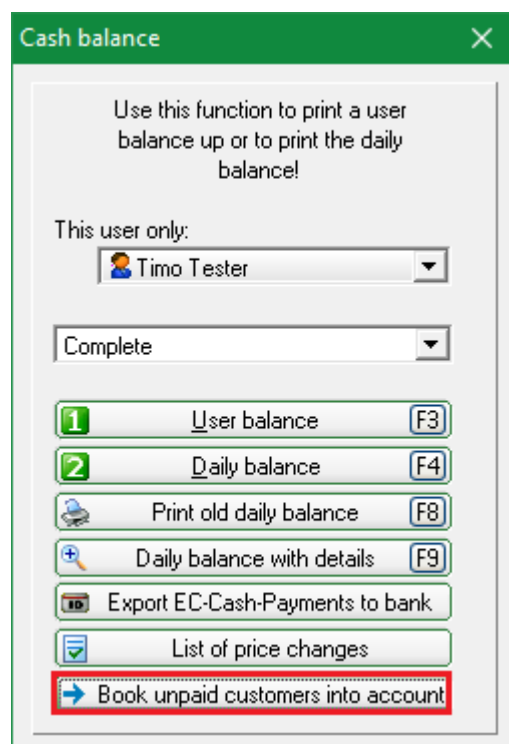 Cash balance
Use this function to print a user
balance up or to print the daily
balance!
This user only:
Timo Tester
Complete
1 User balance F3
2 Daily balance F4
Print old daily balance F8
Daily balance with details F9
Export EC-Cash-Payments to bank
List of price changes
Book unpaid customers into account